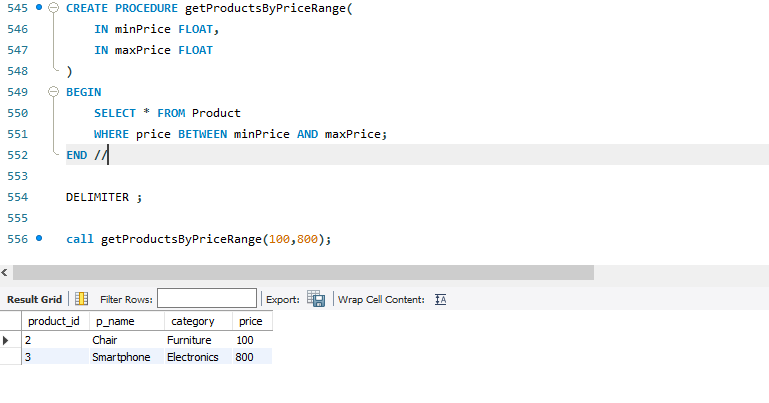 545 CREATE PROCEDURE getProductsByPriceRange(
546 IN minPrice FLOAT,
547 IN maxPrice FLOAT
548 )
549 BEGIN
550 SELECT * FROM Product
551 WHERE price BETWEEN minPrice AND maxPrice;
552 END //
553
554 DELIMITER ;
555
556 call getProductsByPriceRange(100,800);
Result Grid Filter Rows: Export: Wrap Cell Content: IA
product_id p_name category price
2 Chair Furniture 100
3 Smartphone Electronics 800